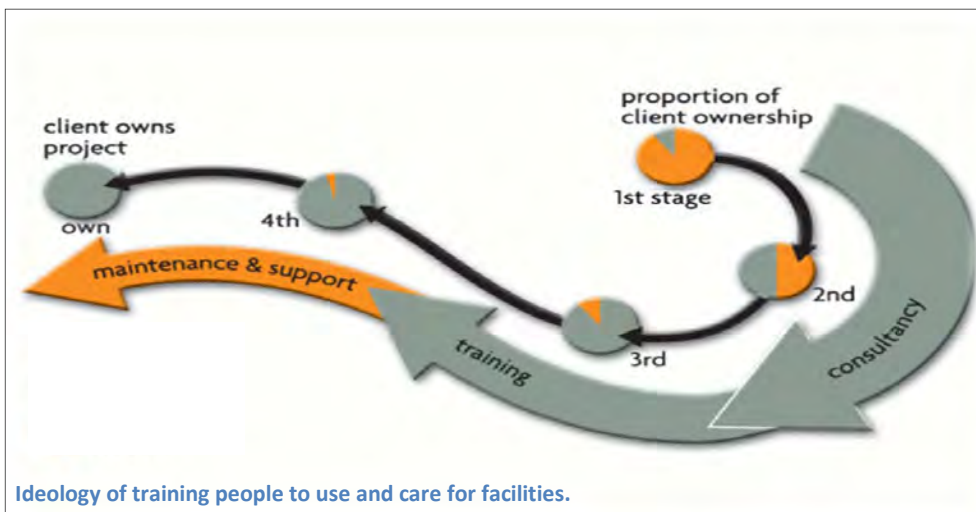 proportion of
client ownership
1st stage
2nd
3rd
4th
client owns
project
own
consultancy
training
maintenance & support
Ideology of training people to use and care for facilities.